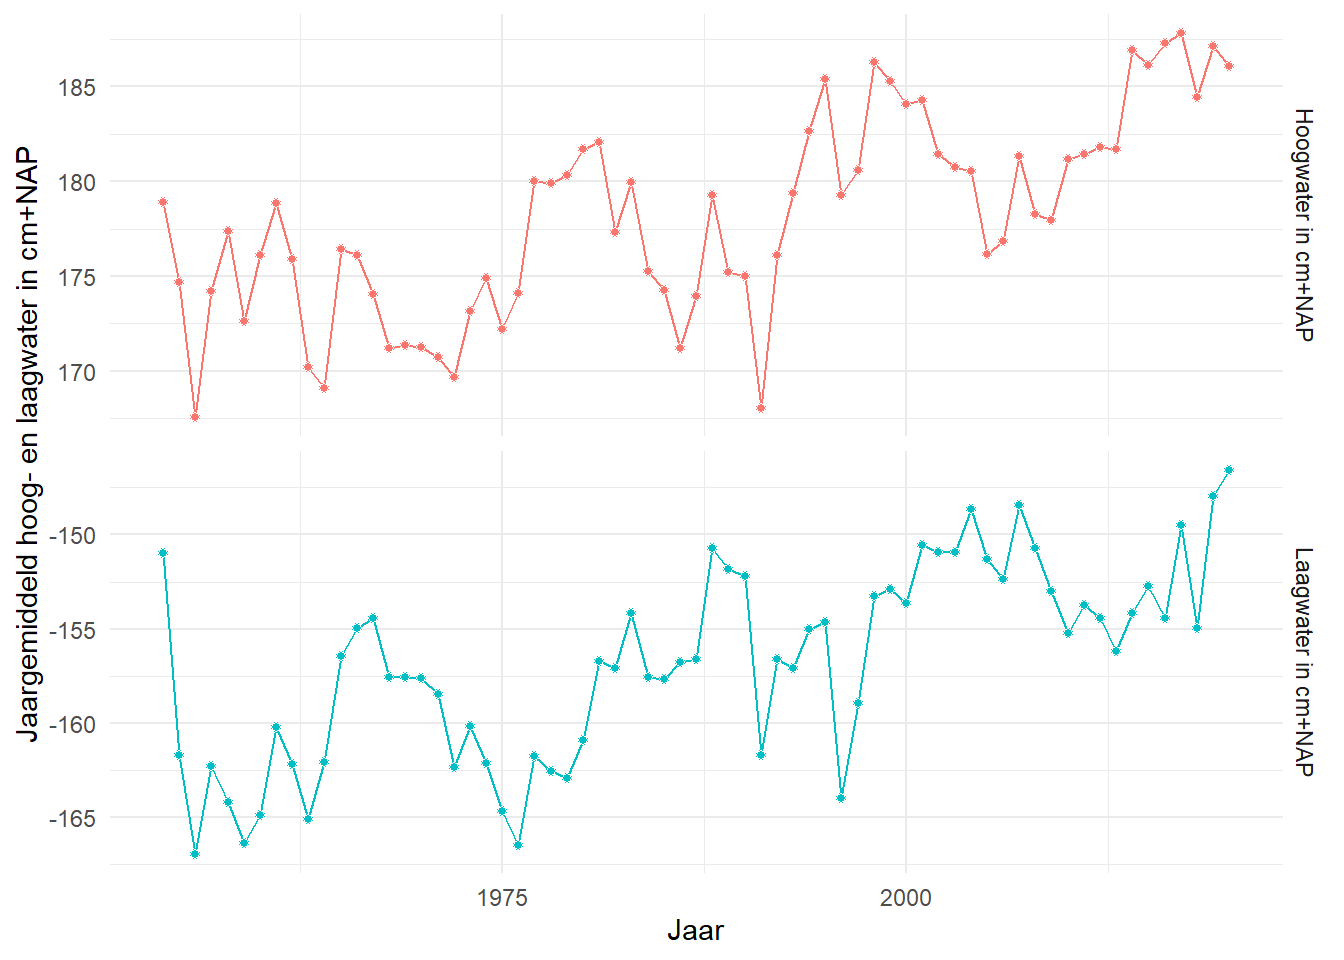 Jaargemiddeld hoog- en laagwater in cm+NAP
185
180
175
170
Hoogwater in cm+NAP
-150
-155
-160
-165
Laagwater in cm+NAP
1975
2000
Jaar